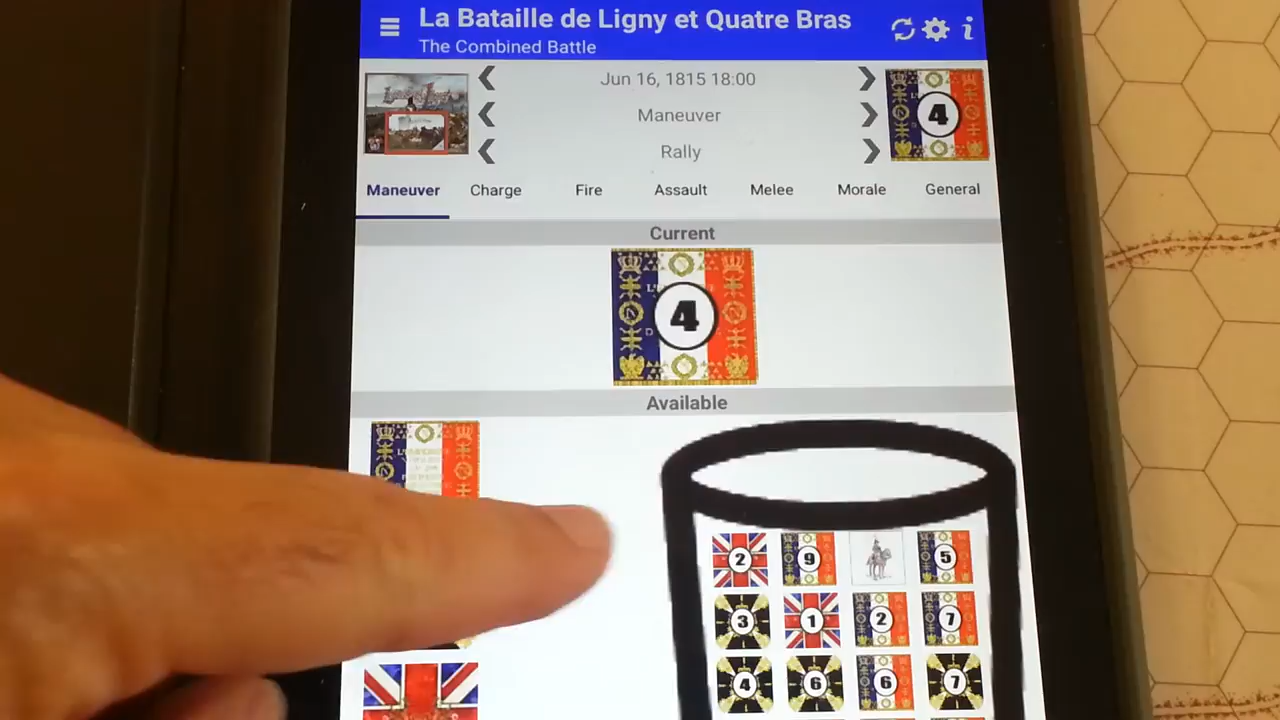 La Bataille de Ligny et Quatre Bras
The Combined Battle
Jun 16, 1815 18:00
Maneuver
Rally
4
Maneuver Charge Fire Assault Melee Morale General
Current
4
Available
2 9 5
3 1 2 7
4 6 6 7